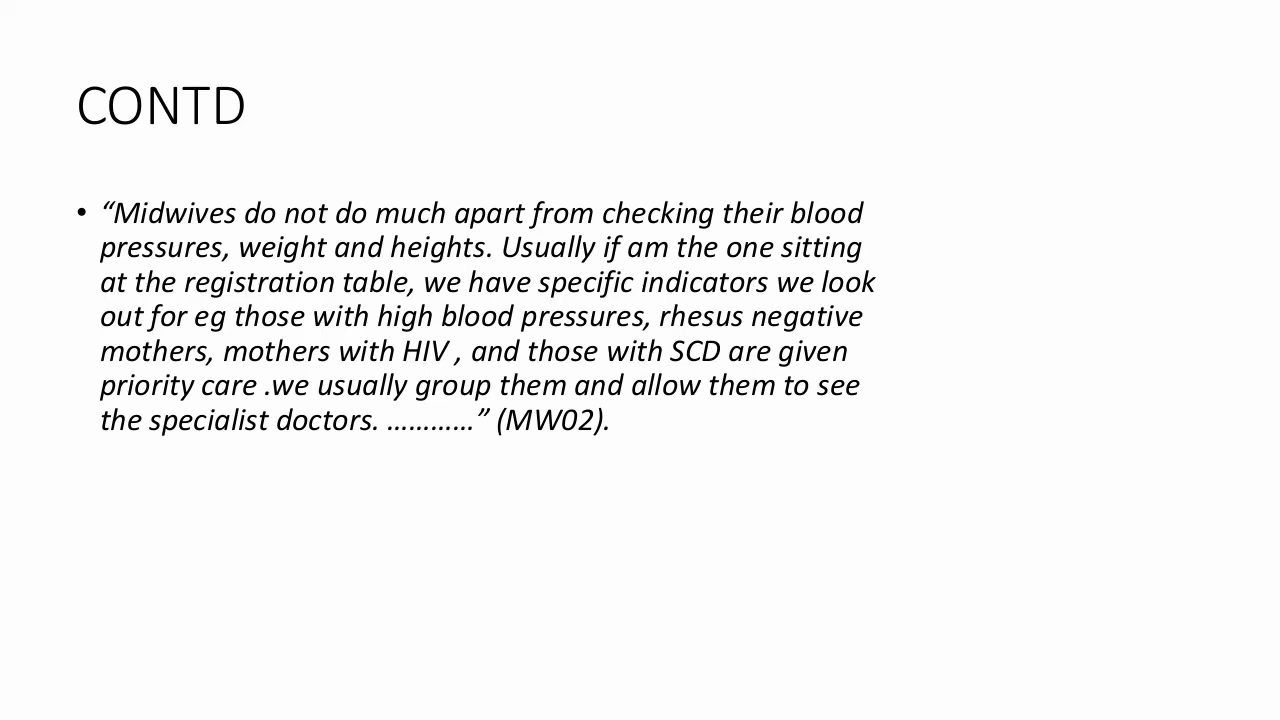 CONTD
• “Midwives do not do much apart from checking their blood
pressures, weight and heights. Usually if am the one sitting
at the registration table, we have specific indicators we look
out for eg those with high blood pressures, rhesus negative
mothers, mothers with HIV , and those with SCD are given
priority care .we usually group them and allow them to see
the specialist doctors. …………” (MW02).